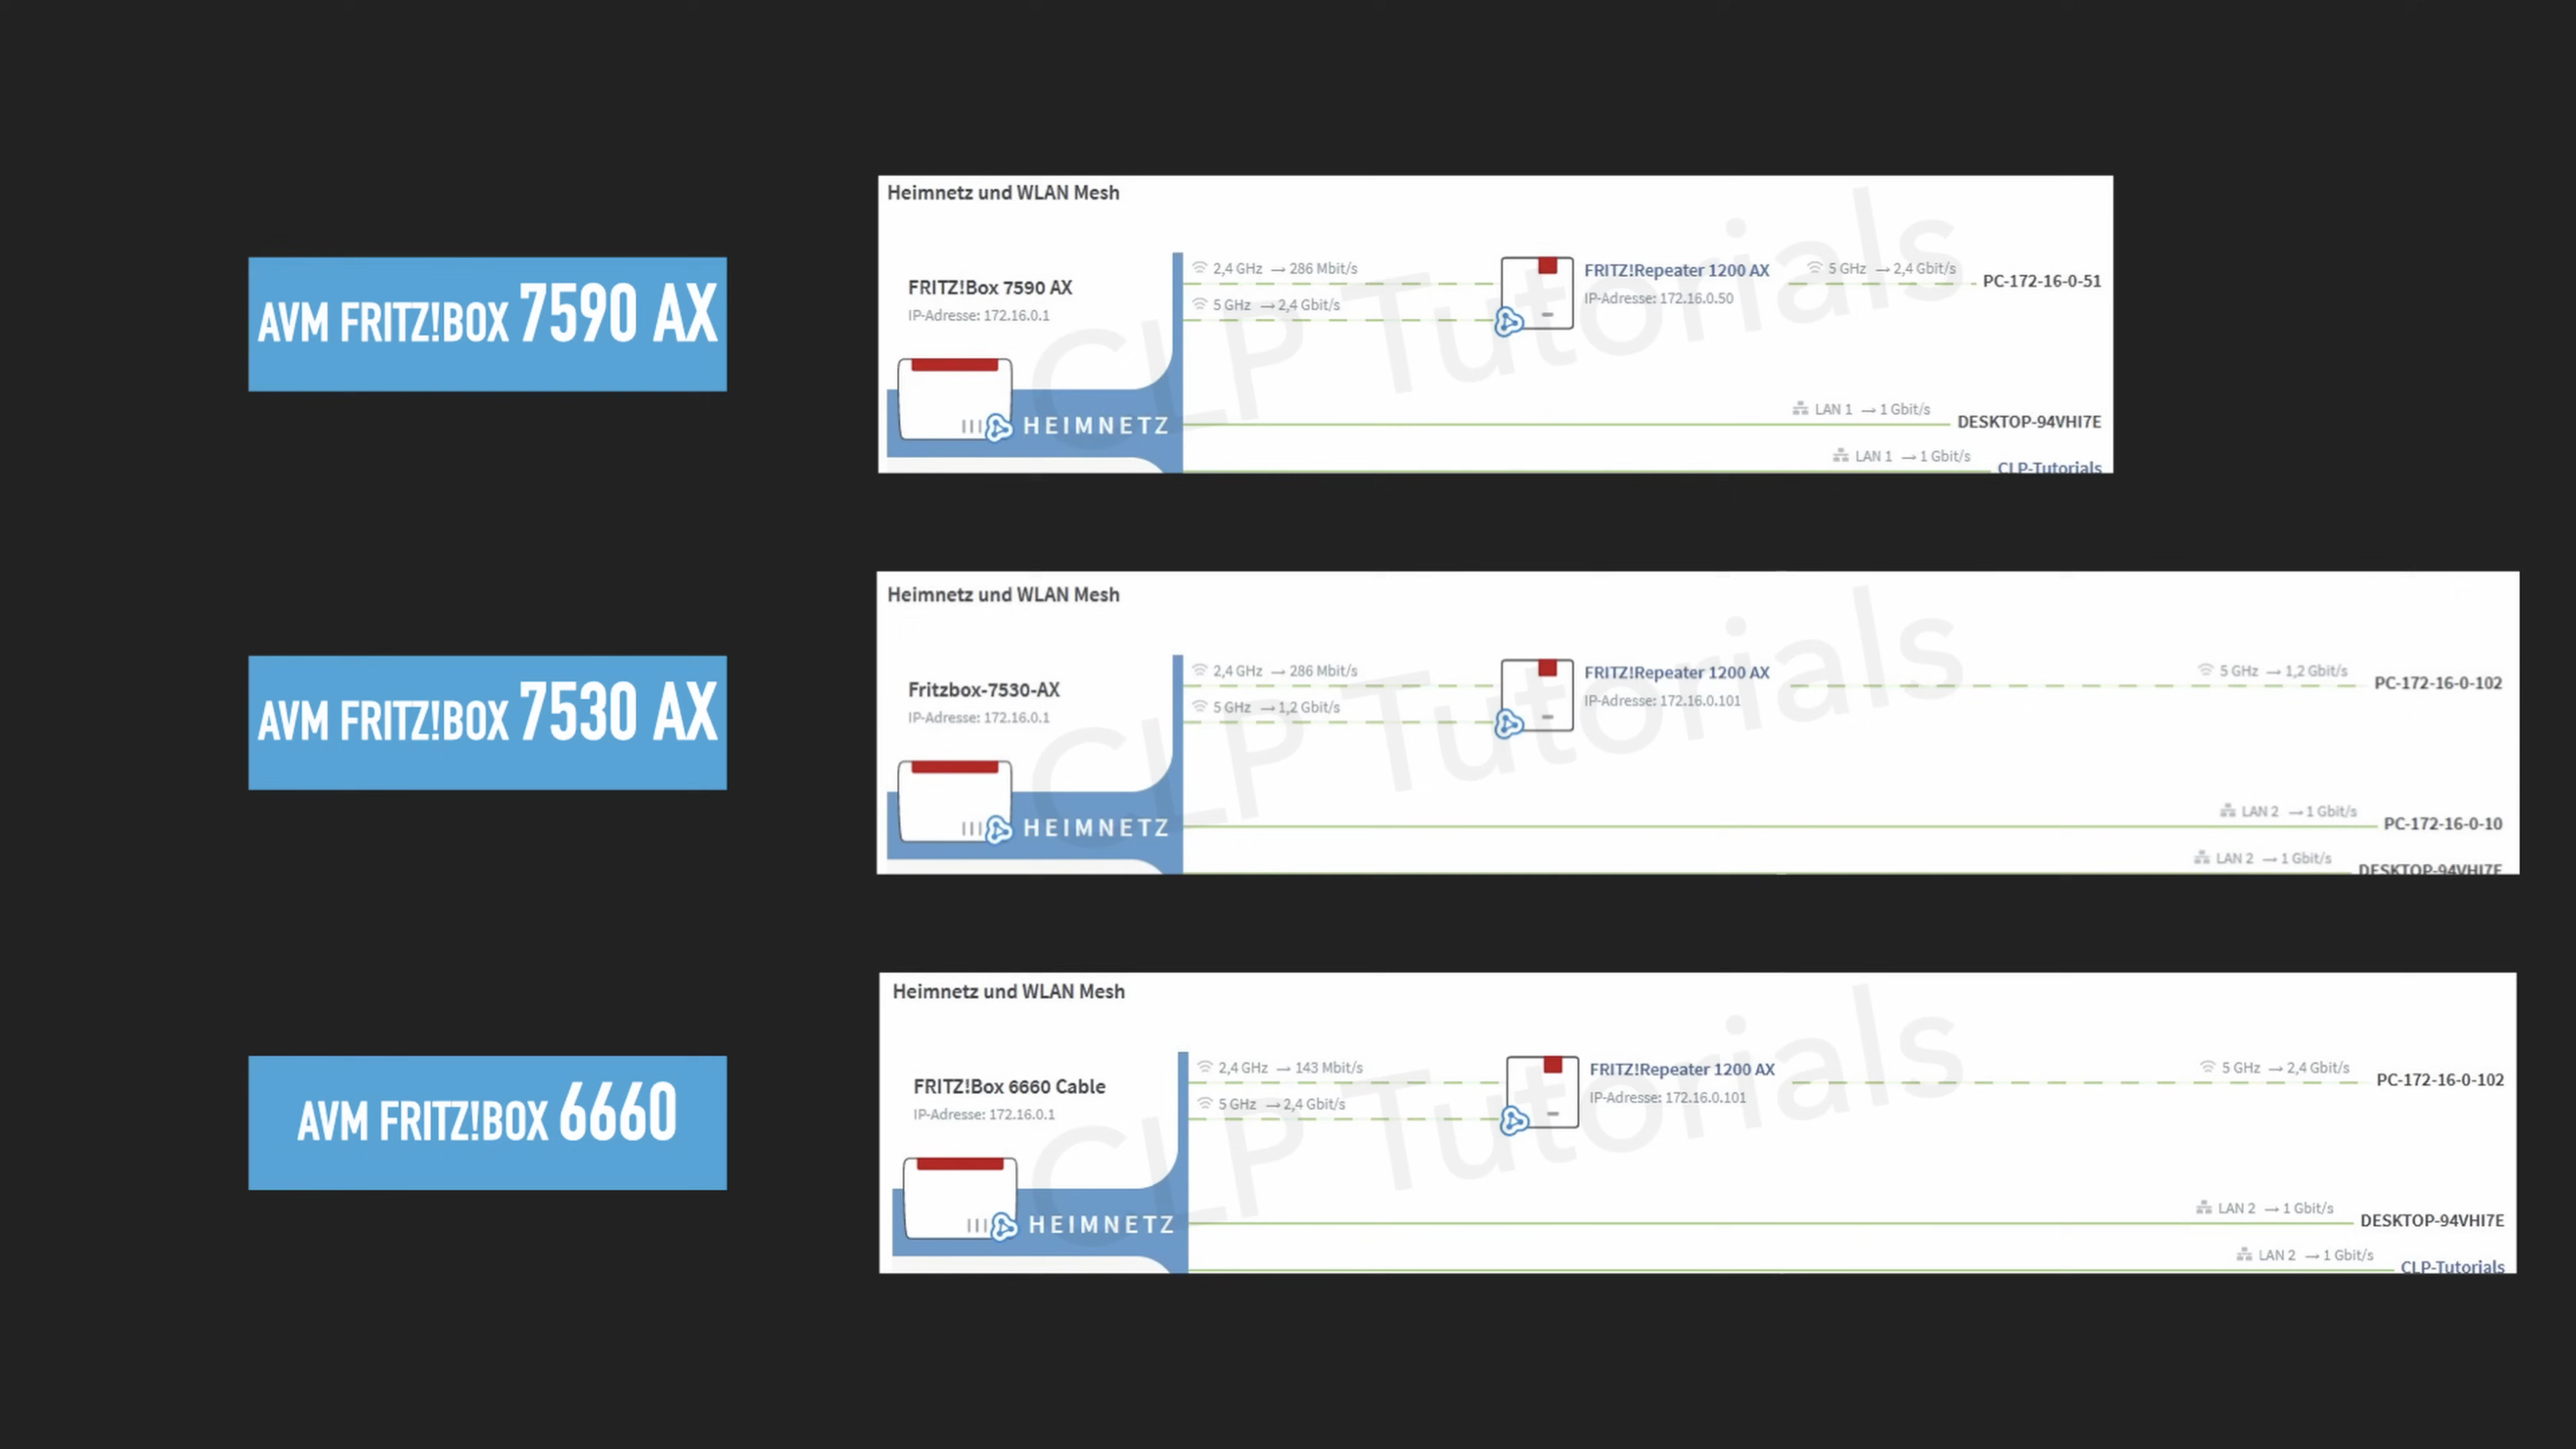 AVM FRITZ!BOX 7590 AX
Heimnetz und WLAN Mesh
FRITZ!Box 7590 AX
IP-Adresse: 172.16.0.1
2,4 GHz → 286 Mbit/s
5 GHz → 2,4 Gbit/s
FRITZ!Repeater 1200 AX
IP-Adresse: 172.16.0.50
5 GHz → 2,4 Gbit/s
PC-172-16-0-51
HEIMNETZ
LAN 1 → 1 Gbit/s
DESKTOP-94VHI7E
LAN 1 → 1 Gbit/s
CLP-Tutorials
CLP Tutorials
AVM FRITZ!BOX 7530 AX
Heimnetz und WLAN Mesh
Fritzbox-7530-AX
IP-Adresse: 172.16.0.1
2,4 GHz → 286 Mbit/s
5 GHz → 1,2 Gbit/s
FRITZ!Repeater 1200 AX
IP-Adresse: 172.16.0.101
5 GHz → 1,2 Gbit/s
PC-172-16-0-102
HEIMNETZ
LAN 2 → 1 Gbit/s
PC-172-16-0-10
LAN 2 → 1 Gbit/s
DESKTOP-94VHI7E
CLP Tutorials
AVM FRITZ!BOX 6660
Heimnetz und WLAN Mesh
FRITZ!Box 6660 Cable
IP-Adresse: 172.16.0.1
2,4 GHz → 143 Mbit/s
5 GHz → 2,4 Gbit/s
FRITZ!Repeater 1200 AX
IP-Adresse: 172.16.0.101
5 GHz → 2,4 Gbit/s
PC-172-16-0-102
HEIMNETZ
LAN 2 → 1 Gbit/s
DESKTOP-94VHI7E
LAN 2 → 1 Gbit/s
CLP-Tutorials
CLP Tutorials